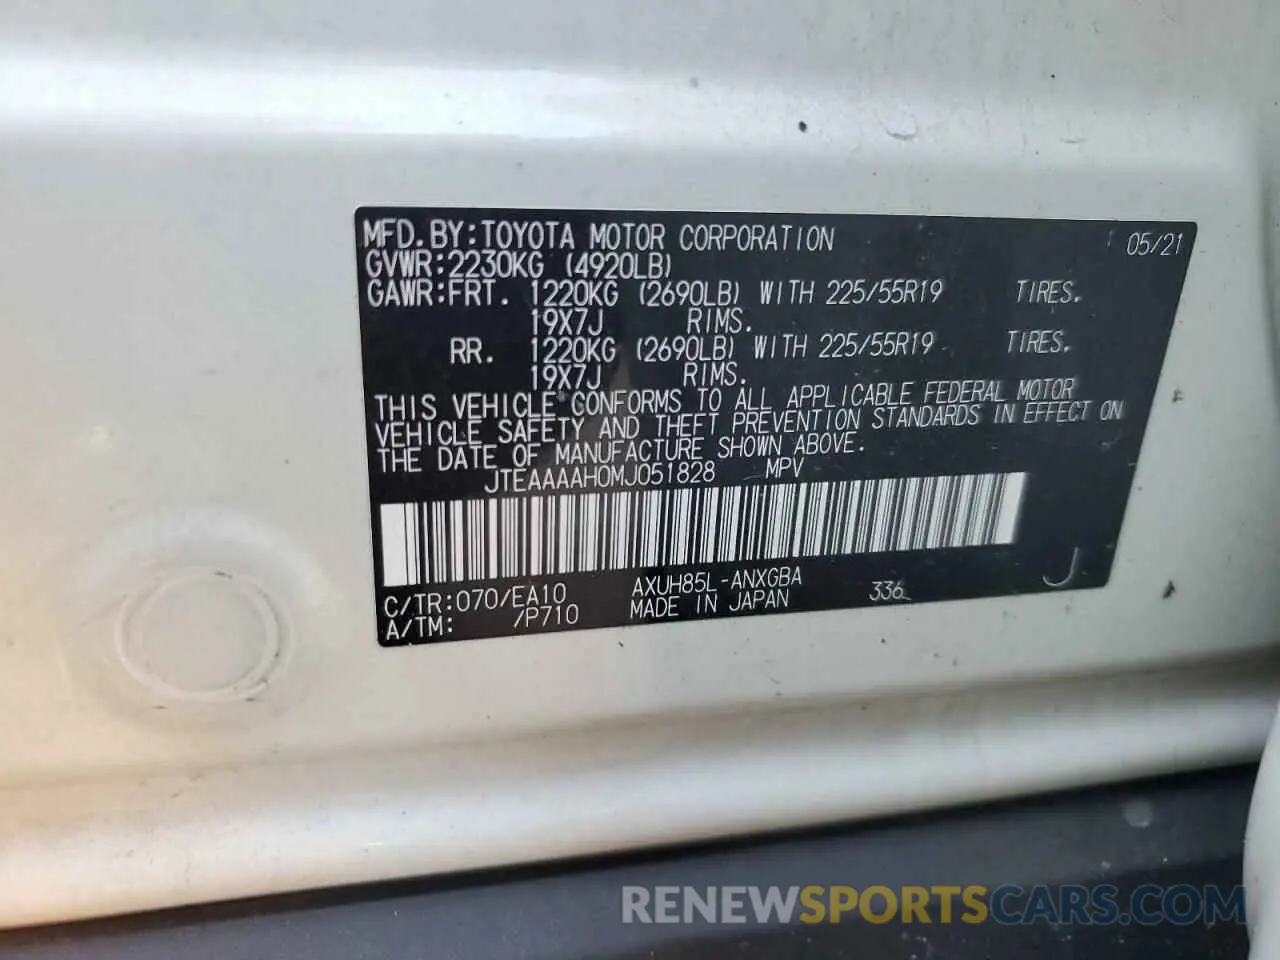 MFD.BY:TOYOTA MOTOR CORPORATION 05/21
GVWR:2230KG (4920LB)
GAWR:FRT. 1220KG (2690LB) WITH 225/55R19 TIRES.
19X7J RIMS.
RR. 1220KG (2690LB) WITH 225/55R19 TIRES.
19X7J RIMS.
THIS VEHICLE CONFORMS TO ALL APPLICABLE FEDERAL MOTOR
VEHICLE SAFETY AND THEFT PREVENTION STANDARDS IN EFFECT ON
THE DATE OF MANUFACTURE SHOWN ABOVE.
JTEAAAAH0MJ051828 MPV
C/TR:070/EA10 AXUH85L-ANXGBA 336
A/TM: /P710 MADE IN JAPAN
J
RENEWSPORTSCARS.COM